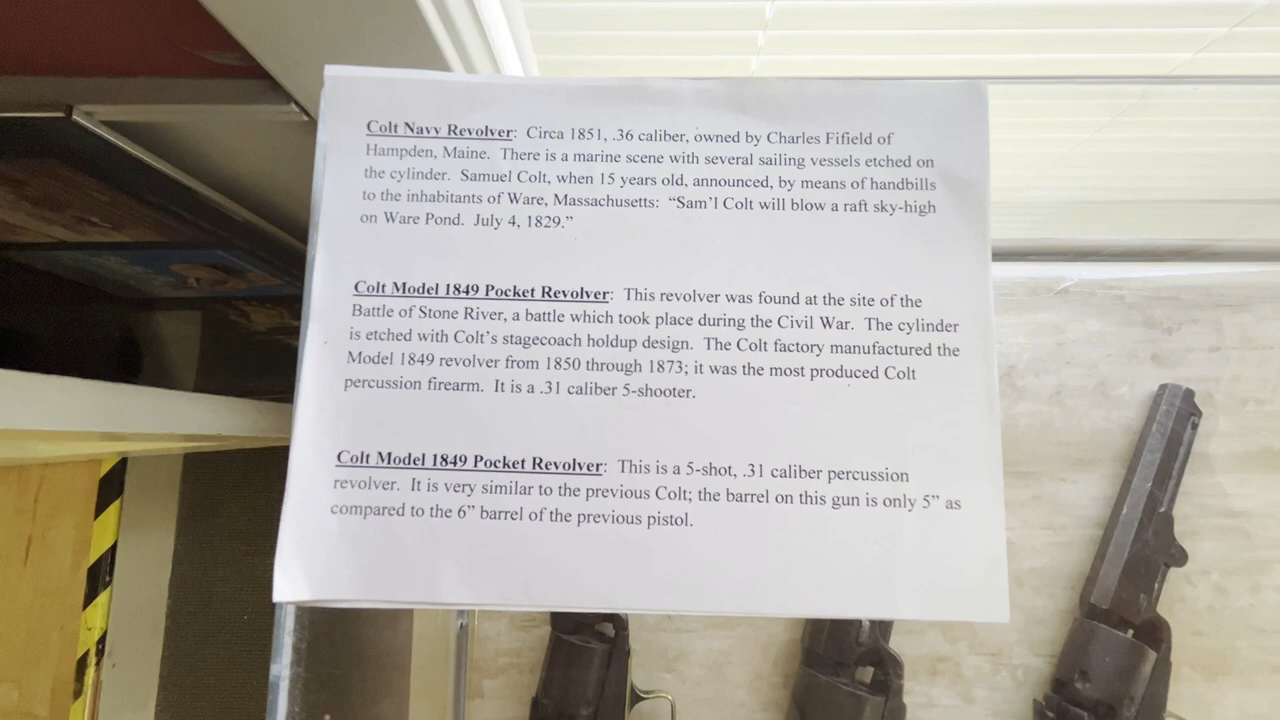 Colt Navy Revolver: Circa 1851, .36 caliber, owned by Charles Fifield of
Hampden, Maine. There is a marine scene with several sailing vessels etched on
the cylinder. Samuel Colt, when 15 years old, announced, by means of handbills
to the inhabitants of Ware, Massachusetts: “Sam’l Colt will blow a raft sky-high
on Ware Pond. July 4, 1829.”
Colt Model 1849 Pocket Revolver: This revolver was found at the site of the
Battle of Stone River, a battle which took place during the Civil War. The cylinder
is etched with Colt’s stagecoach holdup design. The Colt factory manufactured the
Model 1849 revolver from 1850 through 1873; it was the most produced Colt
percussion firearm. It is a .31 caliber 5-shooter.
Colt Model 1849 Pocket Revolver: This is a 5-shot, .31 caliber percussion
revolver. It is very similar to the previous Colt; the barrel on this gun is only 5” as
compared to the 6” barrel of the previous pistol.